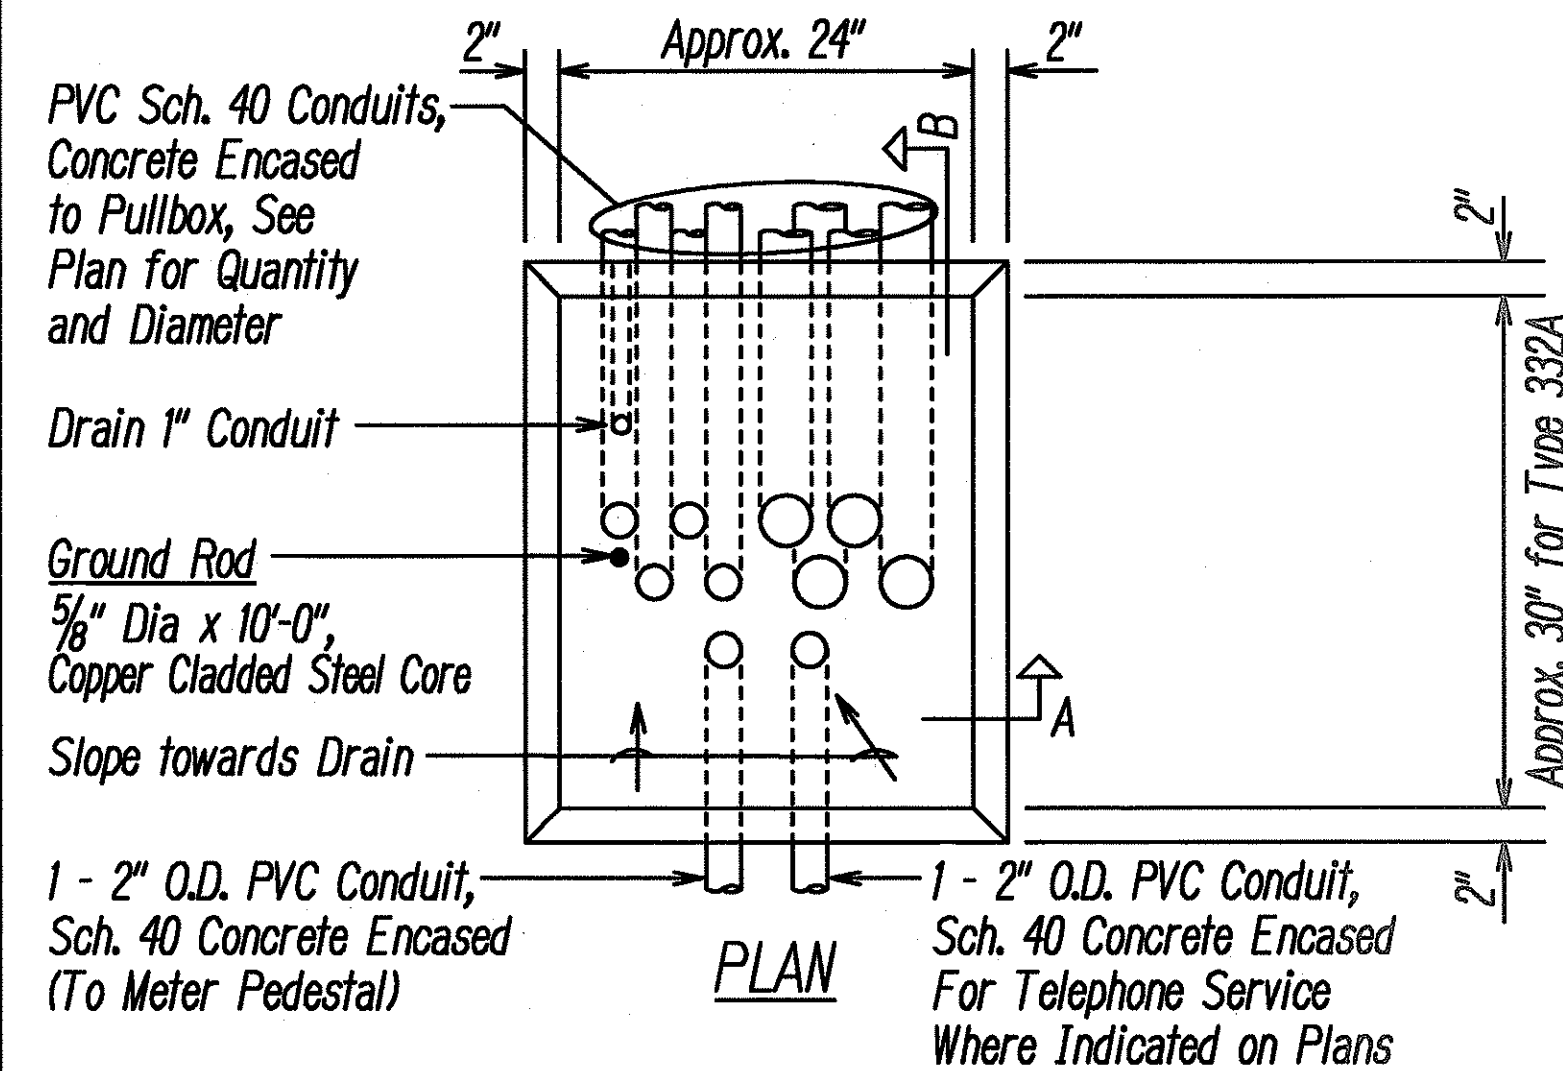 2" Approx. 24" 2"
PVC Sch. 40 Conduits,
Concrete Encased
to Pullbox, See
Plan for Quantity
and Diameter
B
2"
Drain 1" Conduit
Ground Rod
5/8" Dia x 10'-0",
Copper Cladded Steel Core
Approx. 30" for Type 332A
A
Slope towards Drain
2"
1 - 2" O.D. PVC Conduit,
Sch. 40 Concrete Encased
(To Meter Pedestal)
PLAN
1 - 2" O.D. PVC Conduit,
Sch. 40 Concrete Encased
For Telephone Service
Where Indicated on Plans